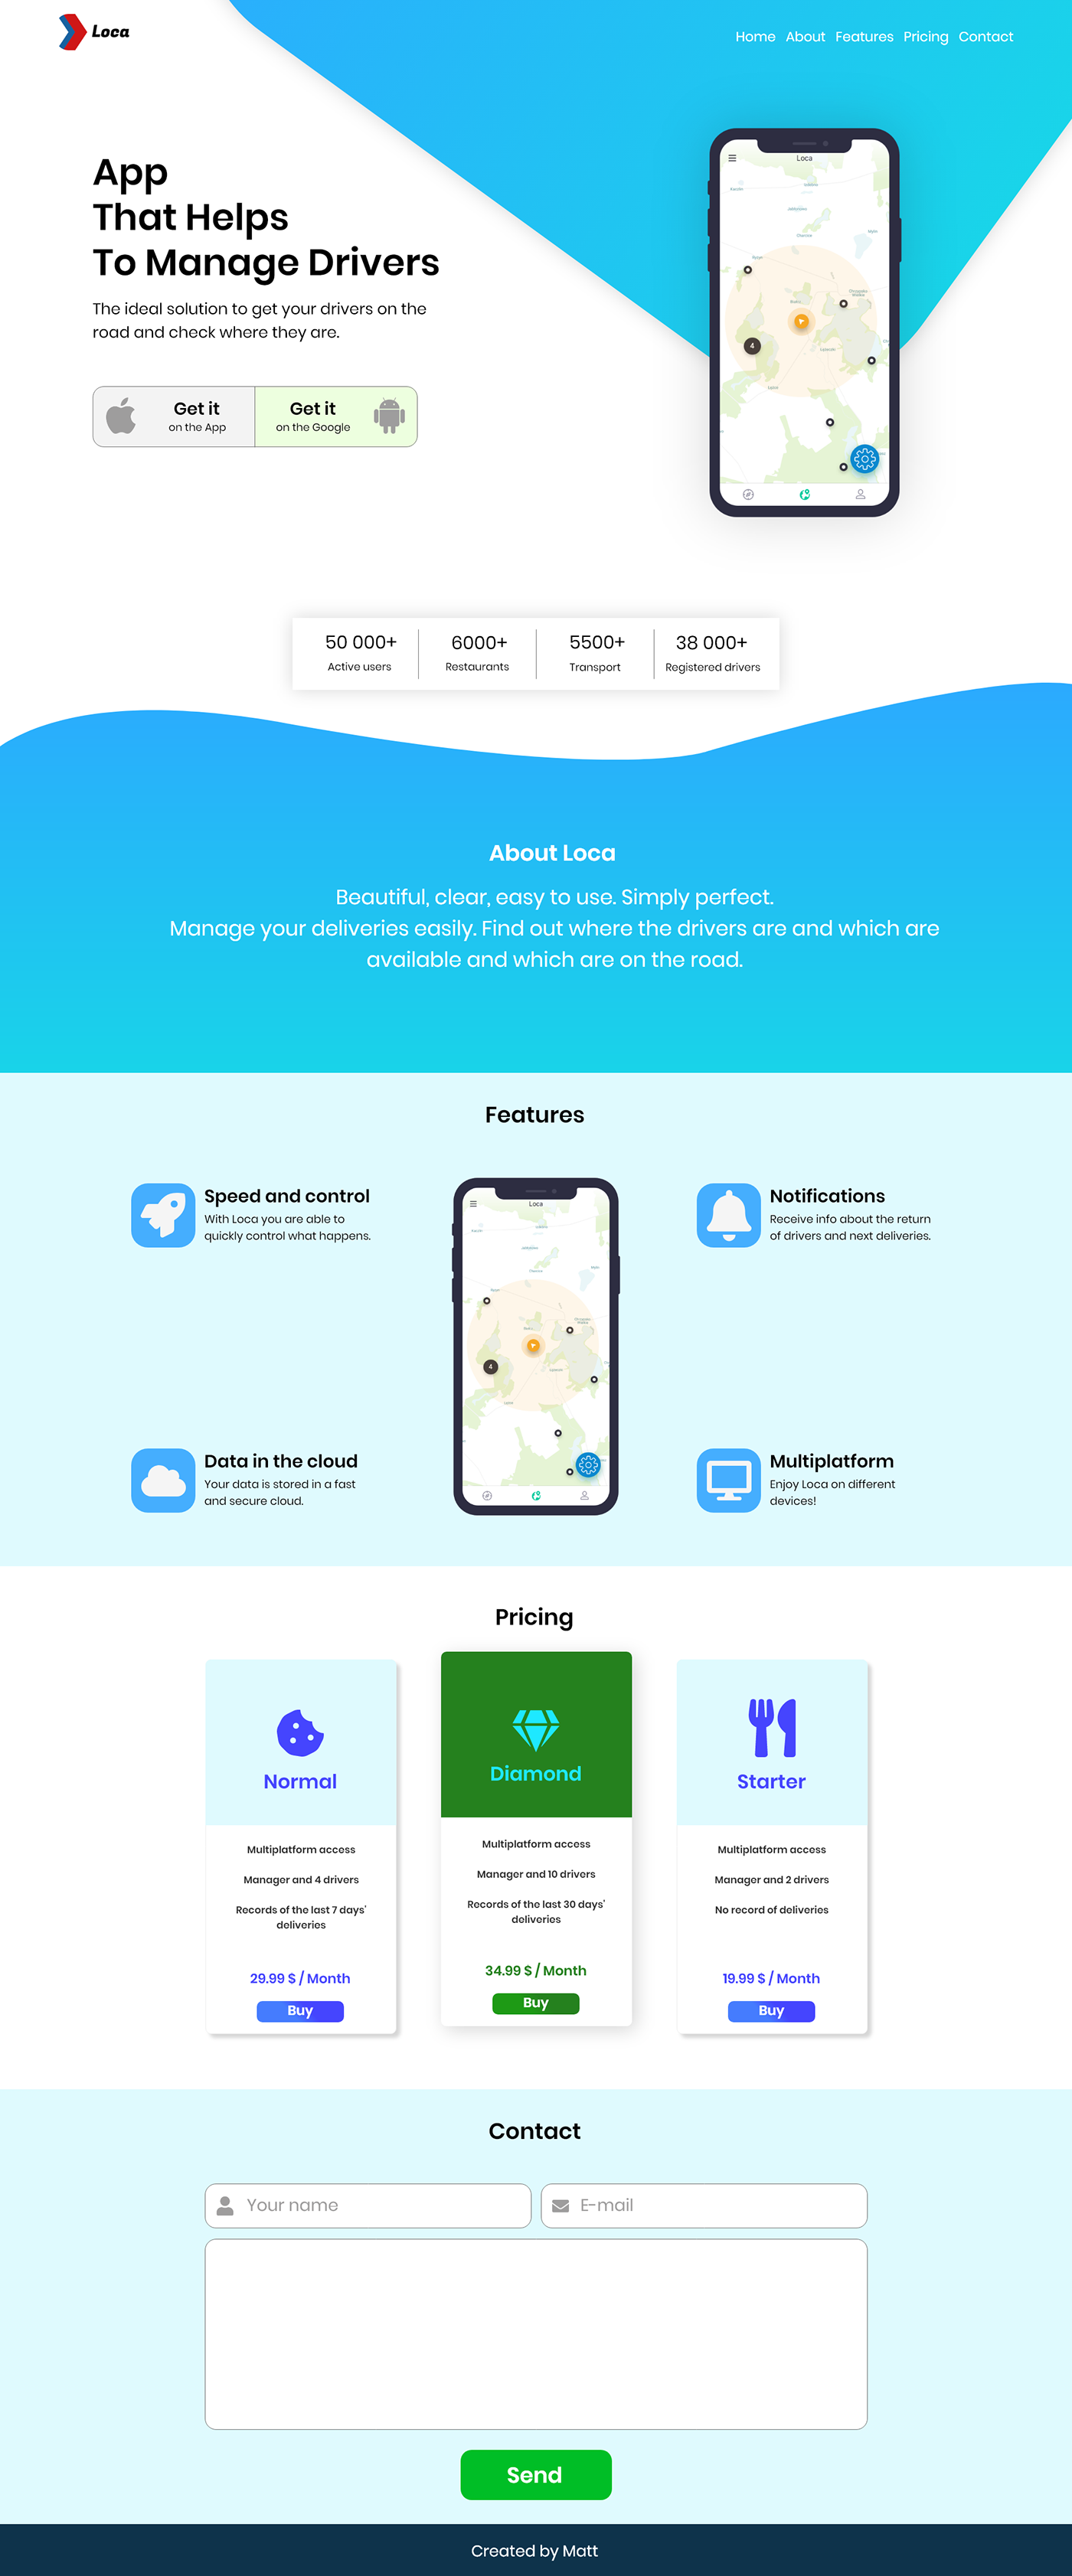 Loca
Home About Features Pricing Contact
App
That Helps
To Manage Drivers
The ideal solution to get your drivers on the
road and check where they are.
Get it
on the App
Get it
on the Google
Loca
4
50 000+
Active users
6000+
Restaurants
5500+
Transport
38 000+
Registered drivers
About Loca
Beautiful, clear, easy to use. Simply perfect.
Manage your deliveries easily. Find out where the drivers are and which are
available and which are on the road.
Features
Speed and control
With Loca you are able to
quickly control what happens.
Loca
4
Notifications
Receive info about the return
of drivers and next deliveries.
Data in the cloud
Your data is stored in a fast
and secure cloud.
Multiplatform
Enjoy Loca on different
devices!
Pricing
Normal
Multiplatform access
Manager and 4 drivers
Records of the last 7 days'
deliveries
29.99 $ / Month
Buy
Diamond
Multiplatform access
Manager and 10 drivers
Records of the last 30 days'
deliveries
34.99 $ / Month
Buy
Starter
Multiplatform access
Manager and 2 drivers
No record of deliveries
19.99 $ / Month
Buy
Contact
Your name
E-mail
Send
Created by Matt